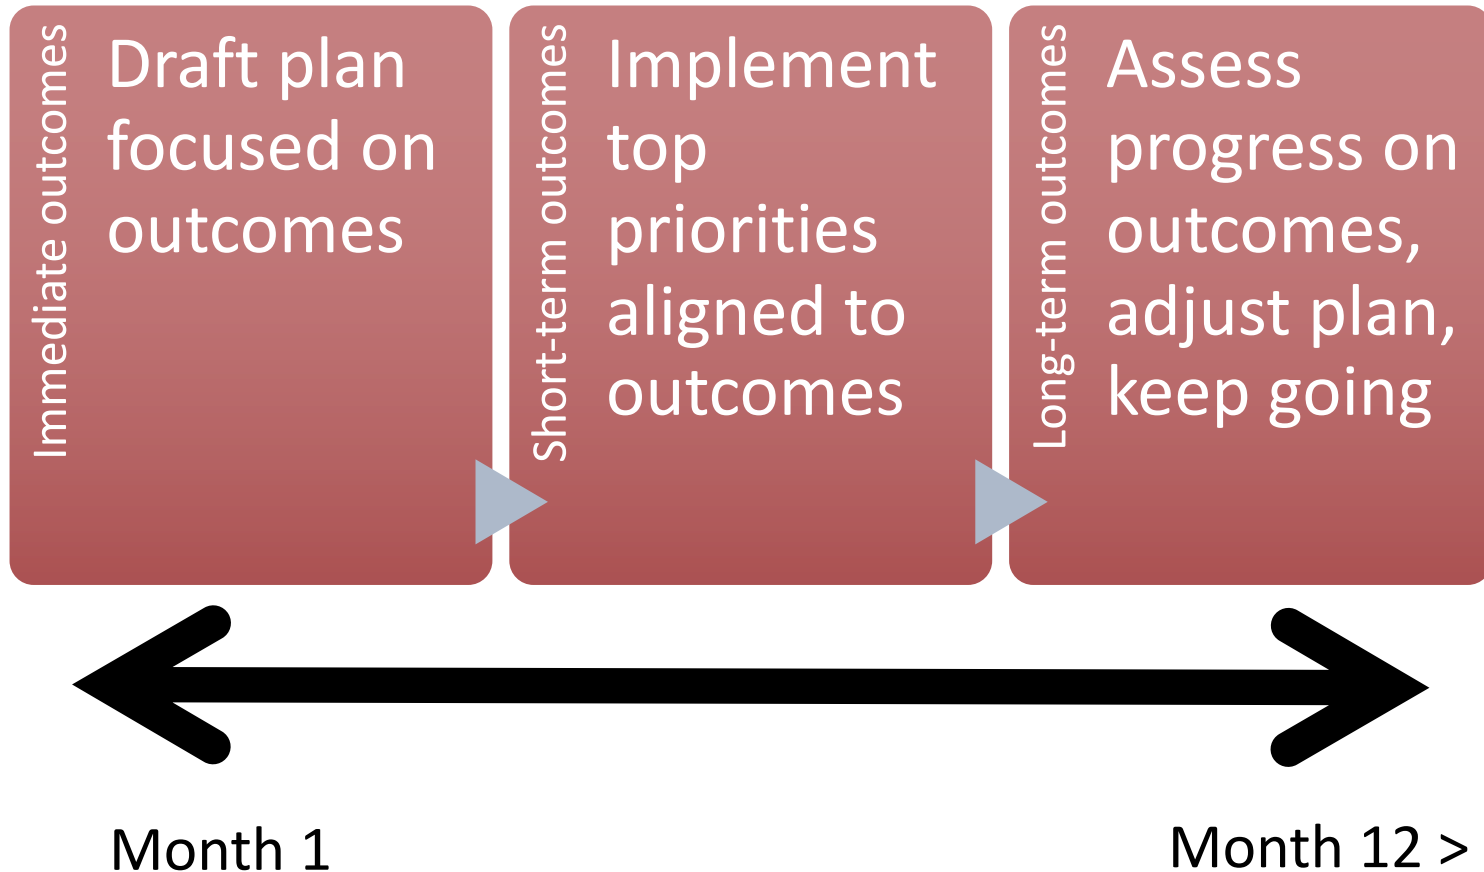 Immediate outcomes
Draft plan
focused on
outcomes
Short-term outcomes
Implement
top
priorities
aligned to
outcomes
Long-term outcomes
Assess
progress on
outcomes,
adjust plan,
keep going
Month 1
Month 12 >